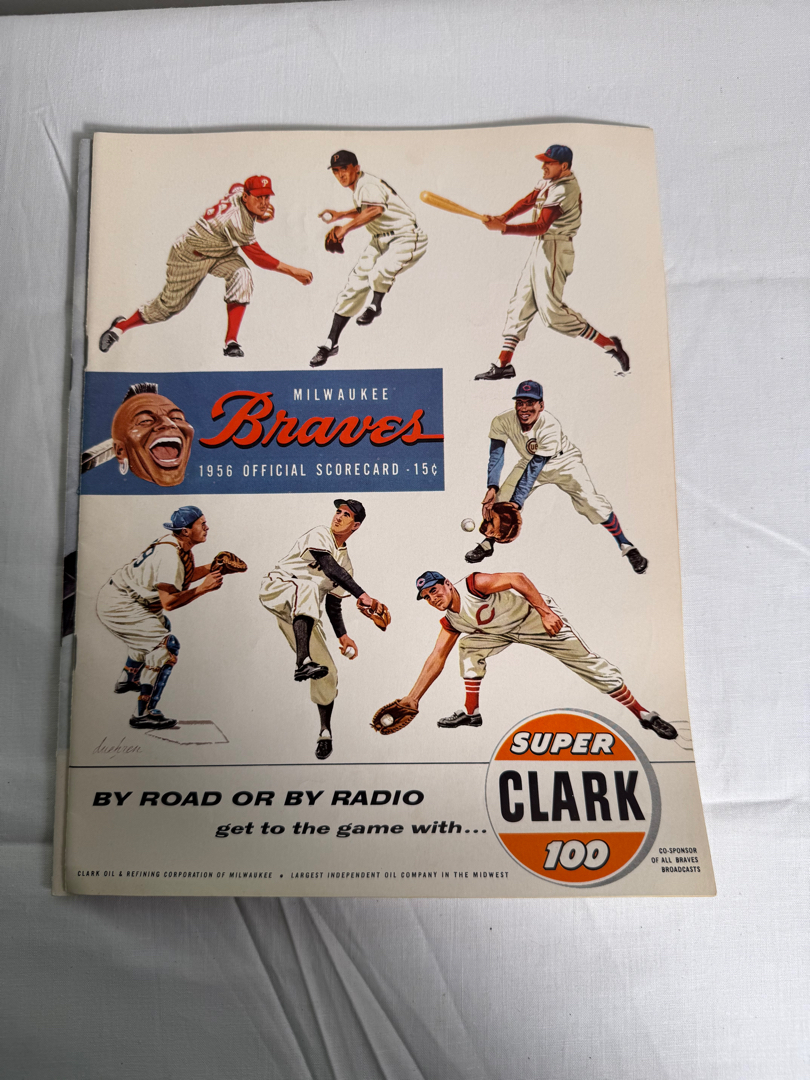 MILWAUKEE
Braves
1956 OFFICIAL SCORECARD - 15¢
BY ROAD OR BY RADIO
get to the game with...
SUPER
CLARK
100
CO-SPONSOR
OF ALL BRAVES
BROADCASTS
CLARK OIL & REFINING CORPORATION OF MILWAUKEE • LARGEST INDEPENDENT OIL COMPANY IN THE MIDWEST